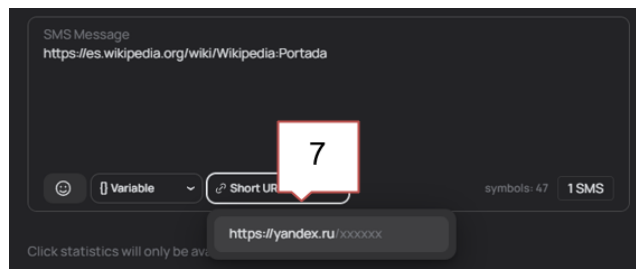 SMS Message
https://es.wikipedia.org/wiki/Wikipedia:Portada
7
{} Variable
Short UR
symbols: 47
1 SMS
https://yandex.ru/xxxxxx
Click statistics will only be ava